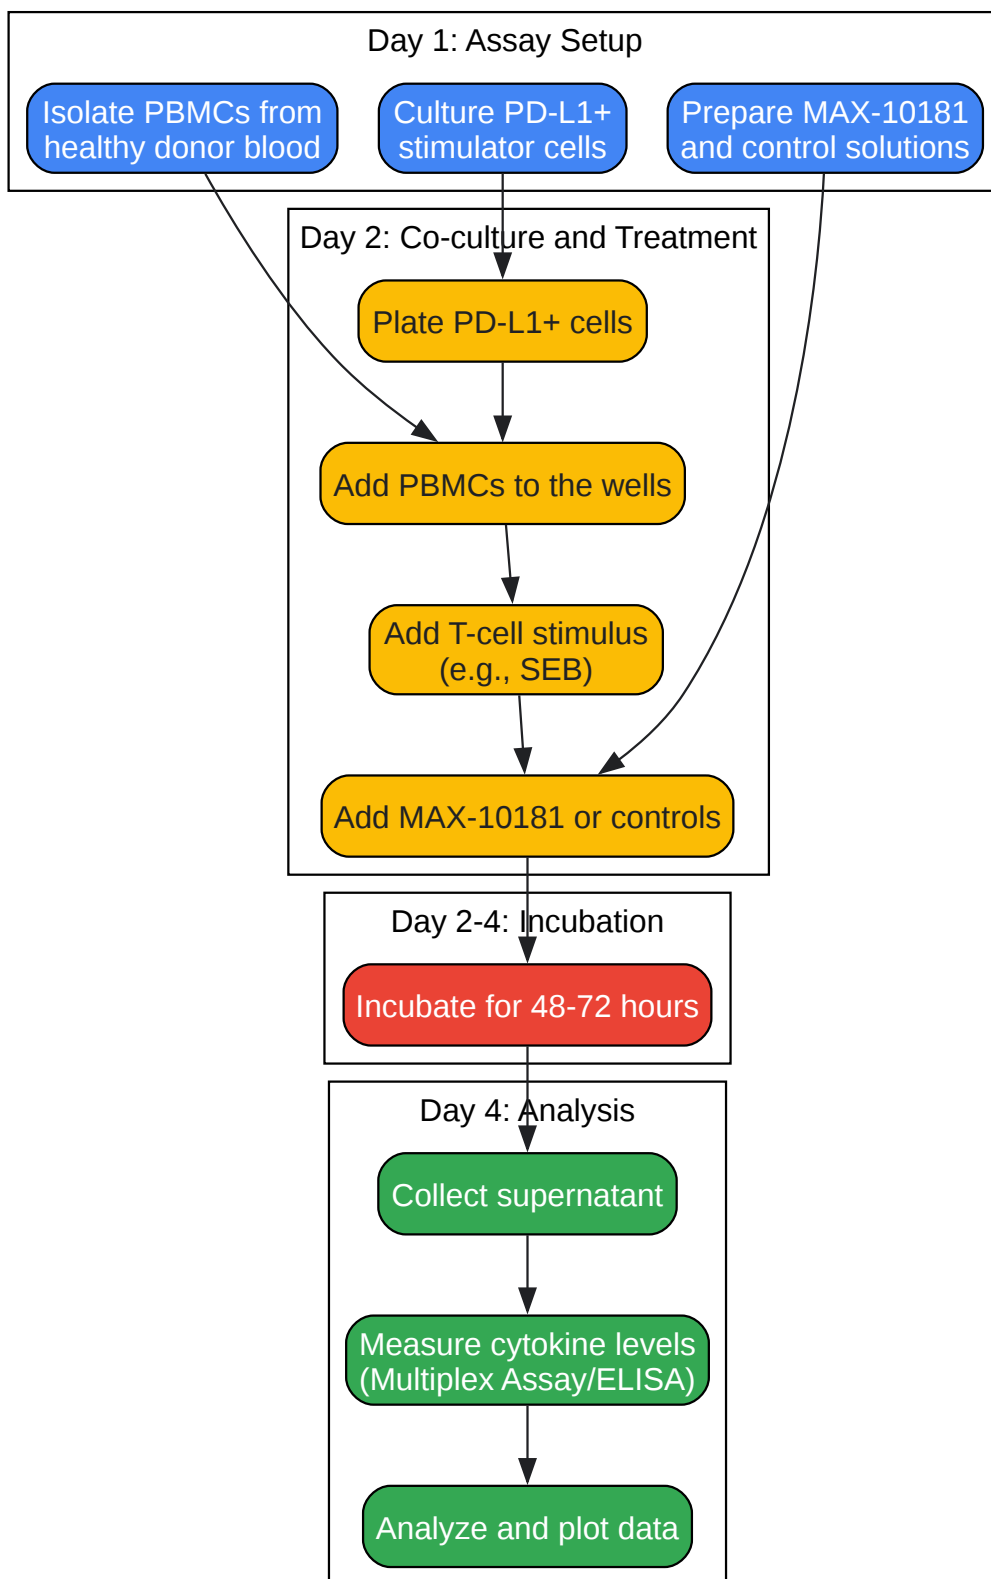 Day 1: Assay Setup
Isolate PBMCs from
healthy donor blood
Culture PD-L1+
stimulator cells
Prepare MAX-10181
and control solutions
Day 2: Co-culture and Treatment
Plate PD-L1+ cells
Add PBMCs to the wells
Add T-cell stimulus
(e.g., SEB)
Add MAX-10181 or controls
Day 2-4: Incubation
Incubate for 48-72 hours
Day 4: Analysis
Collect supernatant
Measure cytokine levels
(Multiplex Assay/ELISA)
Analyze and plot data